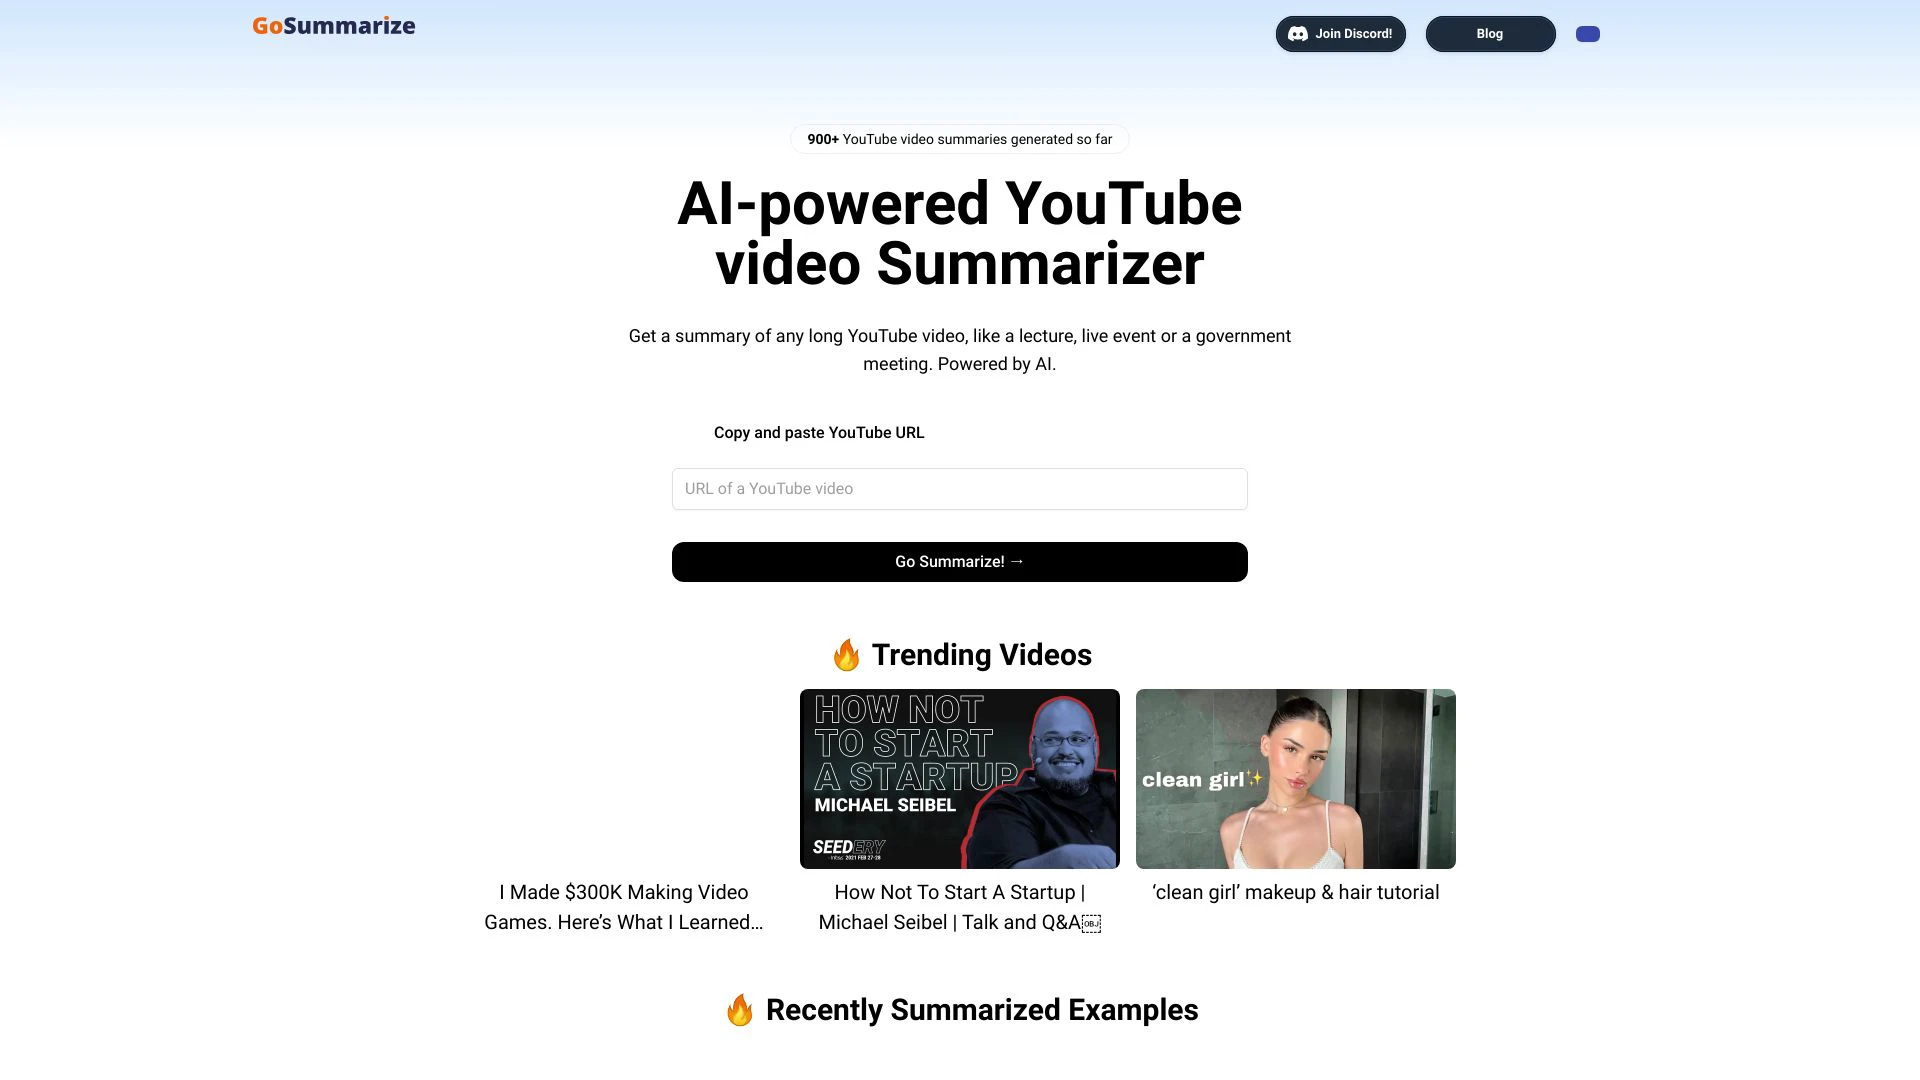 GoSummarize
Join Discord!
Blog
900+ YouTube video summaries generated so far
AI-powered YouTube
video Summarizer
Get a summary of any long YouTube video, like a lecture, live event or a government
meeting. Powered by AI.
Copy and paste YouTube URL
URL of a YouTube video
Go Summarize! →
🔥 Trending Videos
HOW NOT
TO START
A STARTUP
MICHAEL SEIBEL
SEEDERY
2021 FEB 27-28
clean girl✨
I Made $300K Making Video
Games. Here’s What I Learned...
How Not To Start A Startup |
Michael Seibel | Talk and Q&A￼
‘clean girl’ makeup & hair tutorial
🔥 Recently Summarized Examples